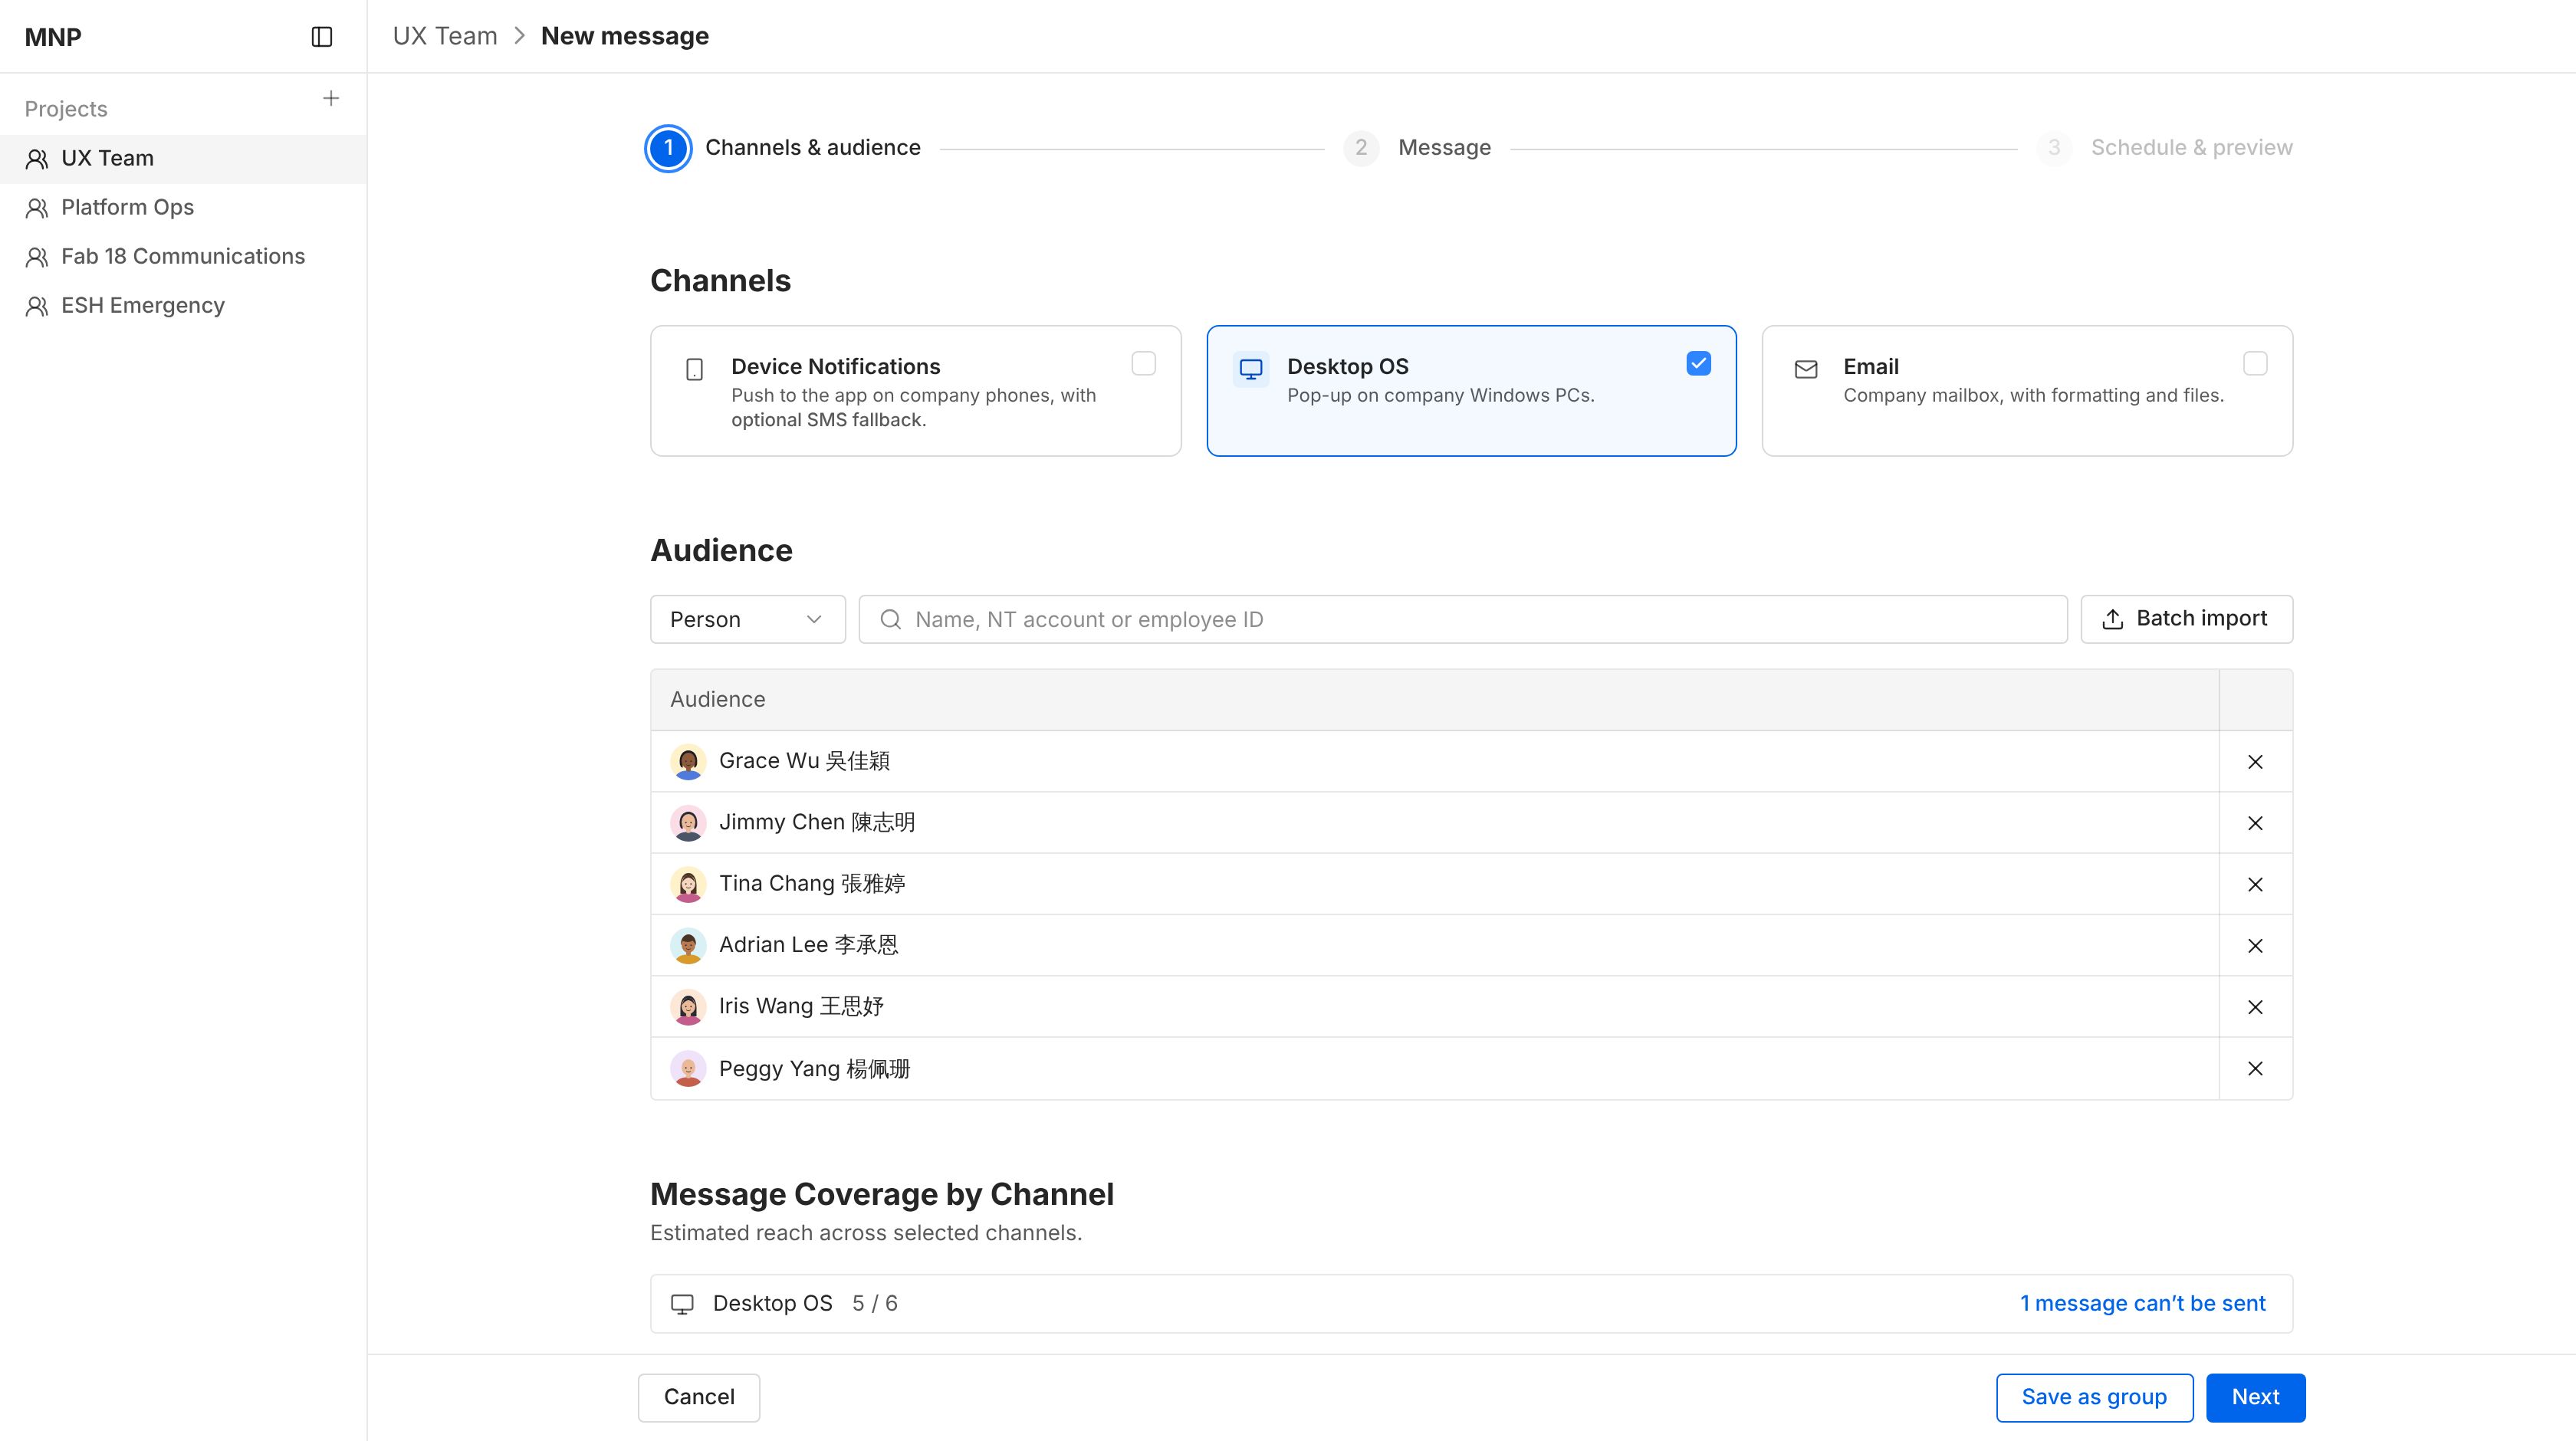 MNP
UX Team > New message
Projects
UX Team
Platform Ops
Fab 18 Communications
ESH Emergency
1 Channels & audience
2 Message
3 Schedule & preview
Channels
Device Notifications
Push to the app on company phones, with
optional SMS fallback.
Desktop OS
Pop-up on company Windows PCs.
Email
Company mailbox, with formatting and files.
Audience
Person
Name, NT account or employee ID
Batch import
Audience
Grace Wu 吳佳穎
Jimmy Chen 陳志明
Tina Chang 張雅婷
Adrian Lee 李承恩
Iris Wang 王思妤
Peggy Yang 楊佩珊
Message Coverage by Channel
Estimated reach across selected channels.
Desktop OS 5 / 6
1 message can’t be sent
Cancel
Save as group
Next